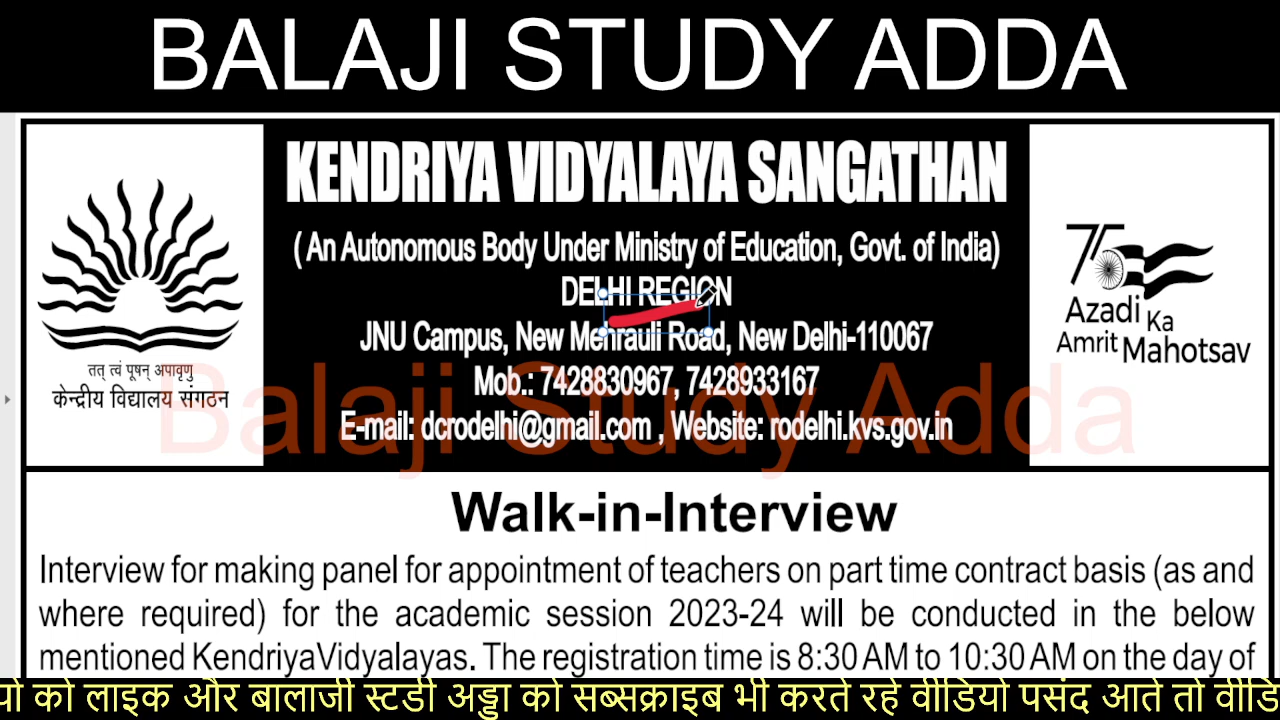 BALAJI STUDY ADDA
KENDRIYA VIDYALAYA SANGATHAN
( An Autonomous Body Under Ministry of Education, Govt. of India)
DELHI REGION
JNU Campus, New Mehrauli Road, New Delhi-110067
Mob.: 7428830967, 7428933167
E-mail: dcrodelhi@gmail.com , Website: rodelhi.kvs.gov.in
तत् त्वं पूषन् अपावृणु
केन्द्रीय विद्यालय संगठन
75
Azadi
Ka
Amrit
Mahotsav
Balaji Study Adda
Walk-in-Interview
Interview for making panel for appointment of teachers on part time contract basis (as and
where required) for the academic session 2023-24 will be conducted in the below
mentioned KendriyaVidyalayas. The registration time is 8:30 AM to 10:30 AM on the day of
को लाइक और बालाजी स्टडी अड्डा को सब्सक्राइब भी करते रहे वीडियो पसंद आते तो